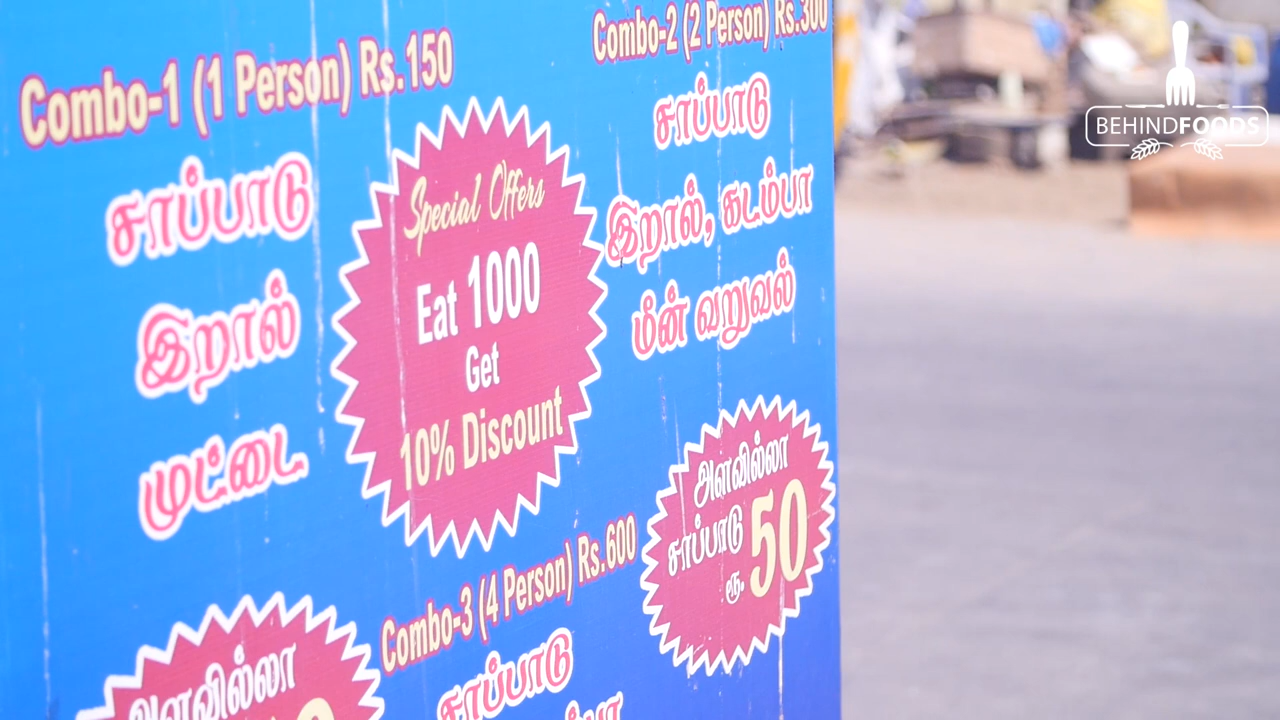 Combo-1 (1 Person) Rs.150
சாப்பாடு
இறால்
முட்டை
Special Offers
Eat 1000
Get
10% Discount
Combo-2 (2 Person) Rs.300
சாப்பாடு
இறால், கடம்பா
மீன் வறுவல்
அளவில்லா
சாப்பாடு
ரூ. 50
Combo-3 (4 Person) Rs.600
சாப்பாடு
அளவில்லா
BEHINDFOODS